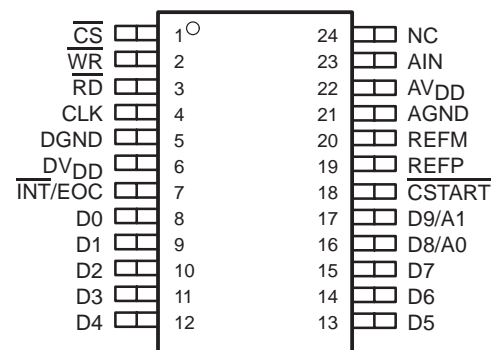 CS 1 24 NC
WR 2 23 AIN
RD 3 22 AVDD
CLK 4 21 AGND
DGND 5 20 REFM
DVDD 6 19 REFP
INT/EOC 7 18 CSTART
D0 8 17 D9/A1
D1 9 16 D8/A0
D2 10 15 D7
D3 11 14 D6
D4 12 13 D5